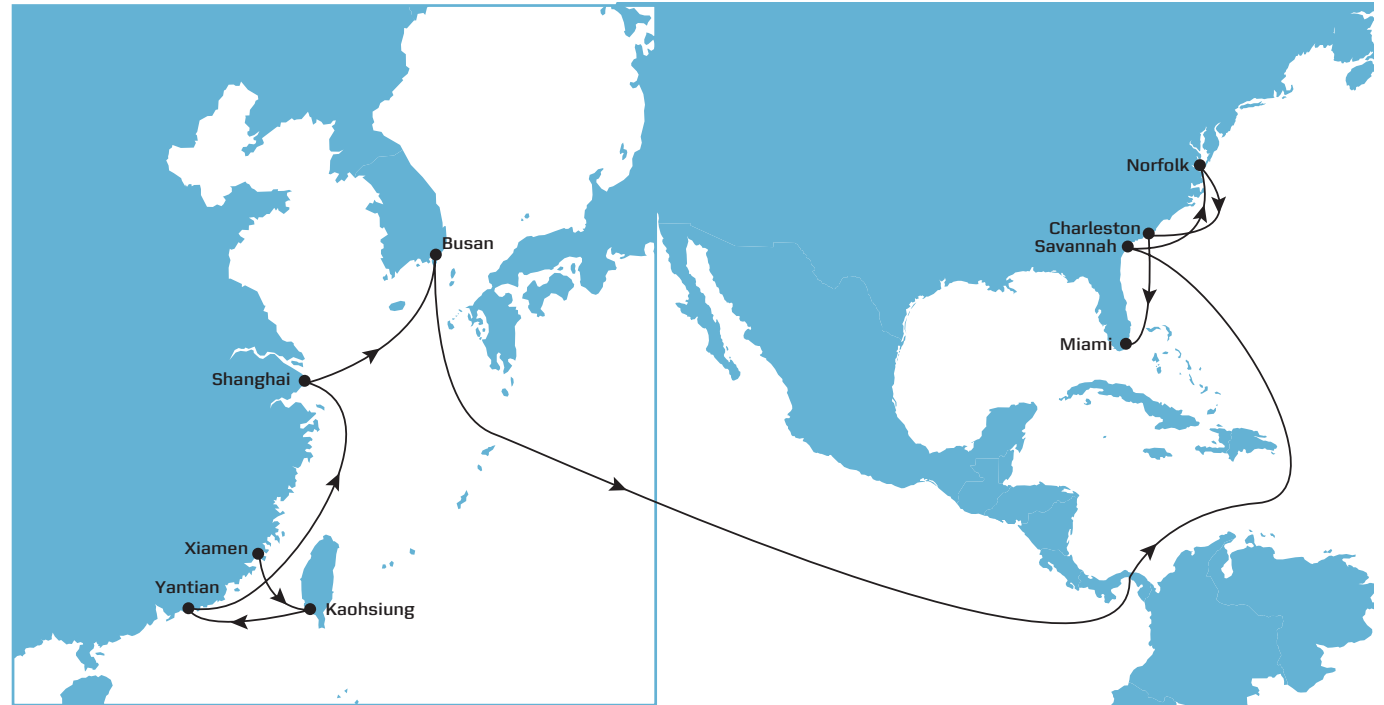 Norfolk
Charleston
Savannah
Busan
Miami
Shanghai
Xiamen
Yantian
Kaohsiung